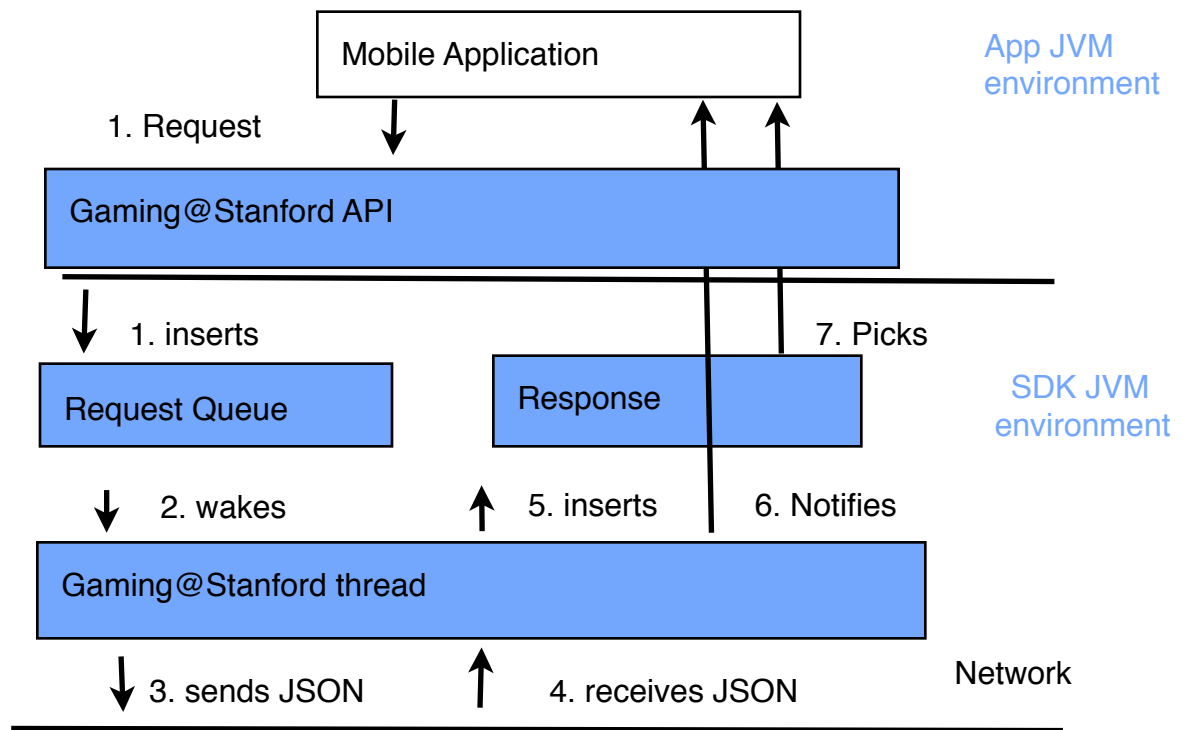 Mobile Application
App JVM
environment
1. Request
Gaming@Stanford API
1. inserts
7. Picks
Request Queue
Response
SDK JVM
environment
2. wakes
5. inserts
6. Notifies
Gaming@Stanford thread
3. sends JSON
4. receives JSON
Network